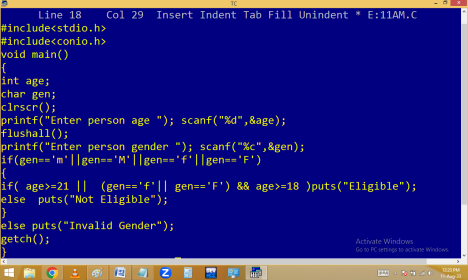 TC
Line 18 Col 29 Insert Indent Tab Fill Unindent * E:11AM.C
#include<stdio.h>
#include<conio.h>
void main()
{
int age;
char gen;
clrscr();
printf("Enter person age "); scanf("%d",&age);
flushall();
printf("Enter person gender "); scanf("%c",&gen);
if(gen=='m'||gen=='M'||gen=='f'||gen=='F')
{
if( age>=21 || (gen=='f'|| gen=='F') && age>=18 )puts("Eligible");
else puts("Not Eligible");
}
else puts("Invalid Gender");
getch();
}
Activate Windows
Go to PC settings to activate Windows.